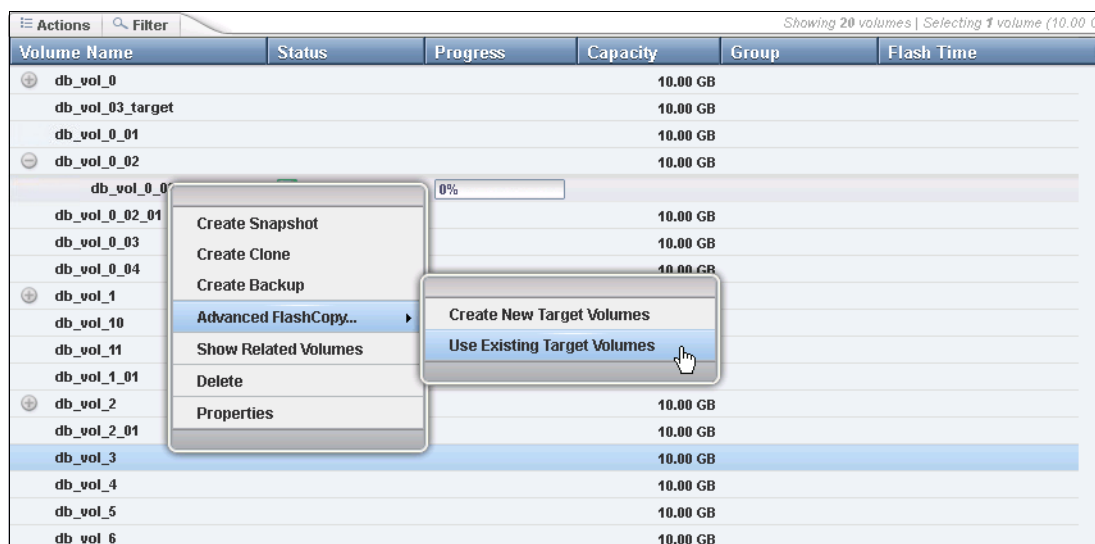 Actions Filter Showing 20 volumes | Selecting 1 volume (10.00
Volume Name Status Progress Capacity Group Flash Time
db_vol_0 10.00 GB
db_vol_03_target 10.00 GB
db_vol_0_01 10.00 GB
db_vol_0_02 10.00 GB
db_vol_0_0 0%
db_vol_0_02_01 10.00 GB
db_vol_0_03 10.00 GB
db_vol_0_04 10.00 GB
db_vol_1
db_vol_10
db_vol_11
db_vol_1_01
db_vol_2 10.00 GB
db_vol_2_01 10.00 GB
db_vol_3 10.00 GB
db_vol_4 10.00 GB
db_vol_5 10.00 GB
db_vol_6 10.00 GB
Create Snapshot
Create Clone
Create Backup
Advanced FlashCopy...
Show Related Volumes
Delete
Properties
Create New Target Volumes
Use Existing Target Volumes